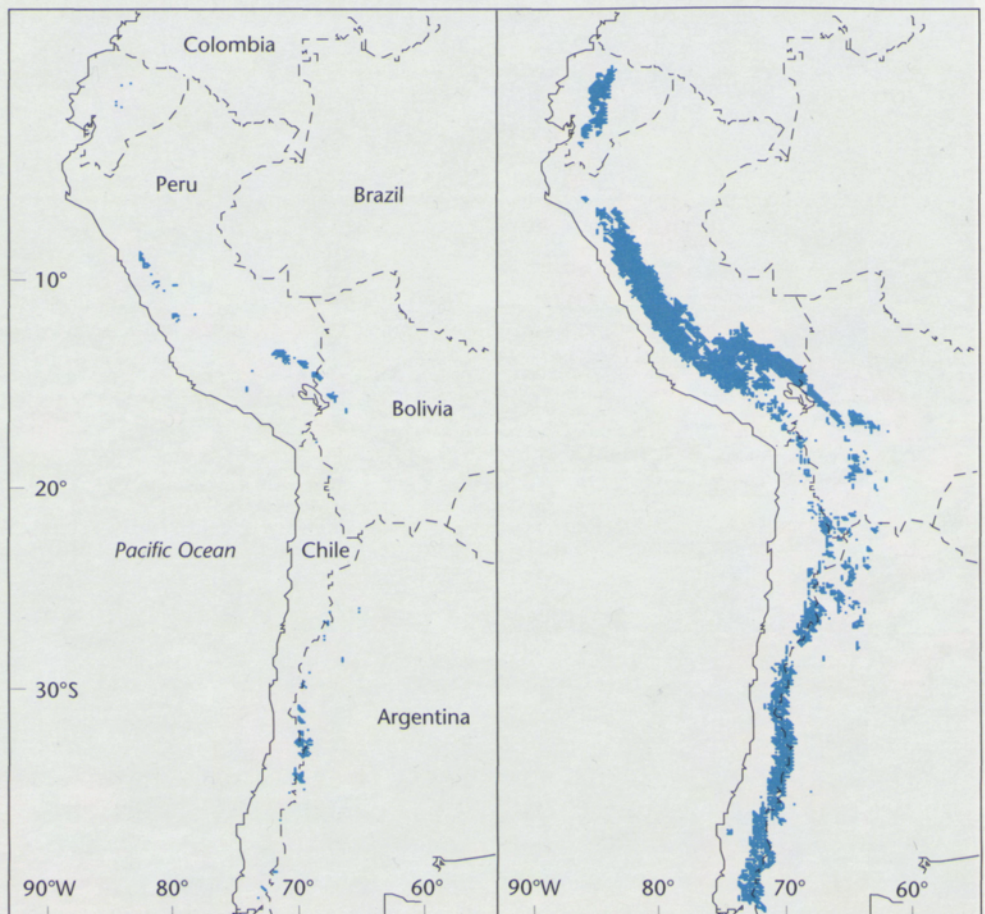 Colombia
Peru
Brazil
10°
Bolivia
20°
Pacific Ocean
Chile
30°S
Argentina
90°W
80°
70°
60°
90°W
80°
70°
60°